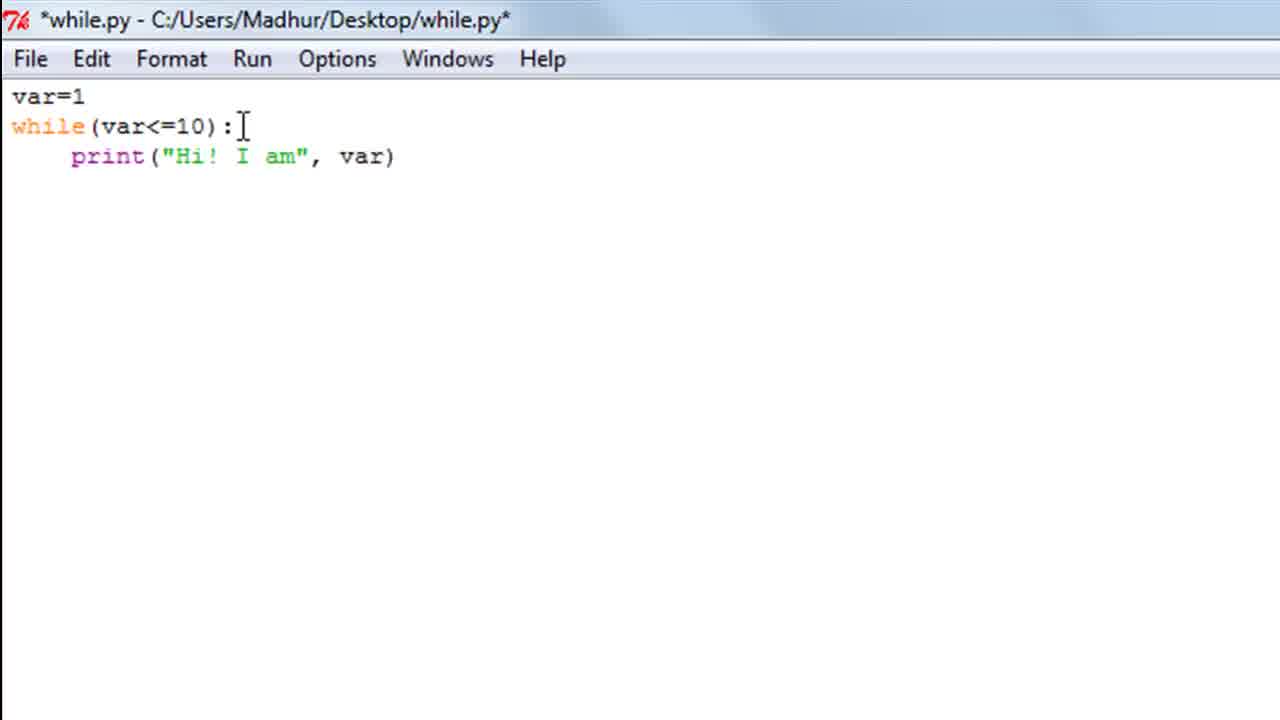 *while.py - C:/Users/Madhur/Desktop/while.py*
File Edit Format Run Options Windows Help
var=1
while(var<=10):
    print("Hi! I am", var)